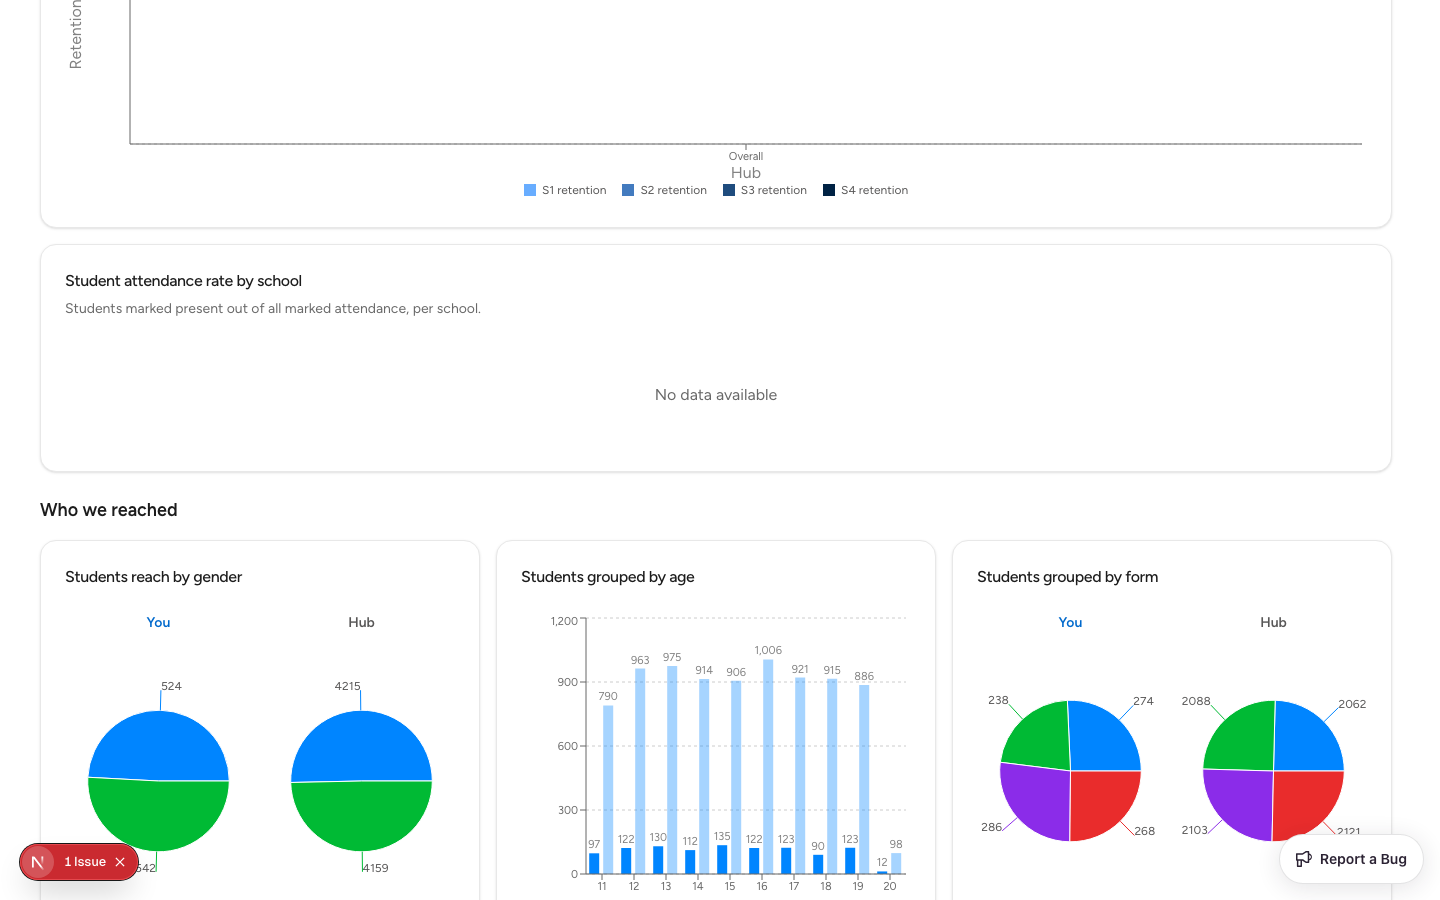 Retention
Overall
Hub
S1 retention S2 retention S3 retention S4 retention
Student attendance rate by school
Students marked present out of all marked attendance, per school.
No data available
Who we reached
Students reach by gender
You Hub
524 4215
542 4159
Students grouped by age
1,200
900
600
300
0
790 963 975 914 906 1,006 921 915 886 98
97 122 130 112 135 122 123 90 123 12
11 12 13 14 15 16 17 18 19 20
Students grouped by form
You Hub
238 274 2088 2062
286 268 2103 2121
N 1 Issue
Report a Bug